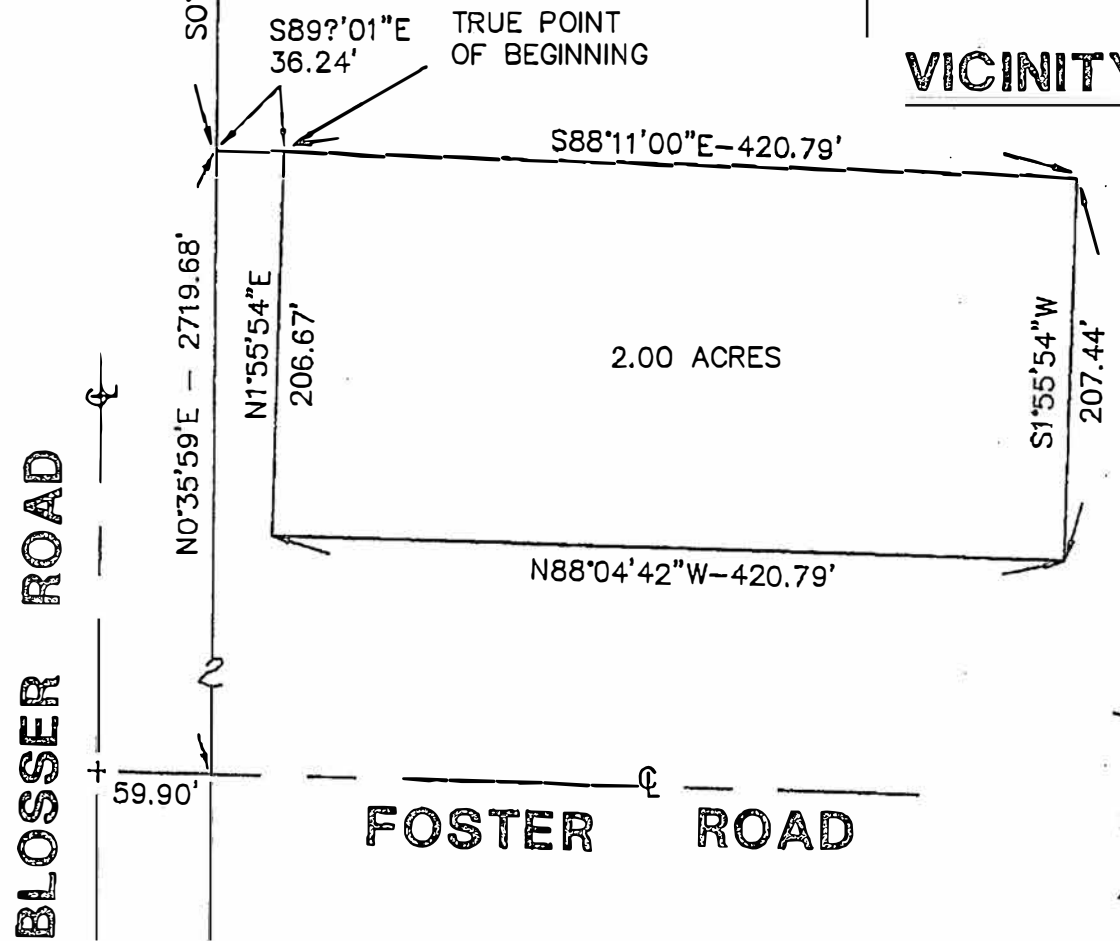 S0°
S89?'01"E
36.24'
TRUE POINT
OF BEGINNING
VICINITY
S88°11'00"E-420.79'
N0°35'59'E - 2719.68'
N1°55'54"E
206.67'
2.00 ACRES
S1°55'54"W
207.44'
N88°04'42"W-420.79'
BLOSSER ROAD
59.90'
℄
℄
FOSTER ROAD